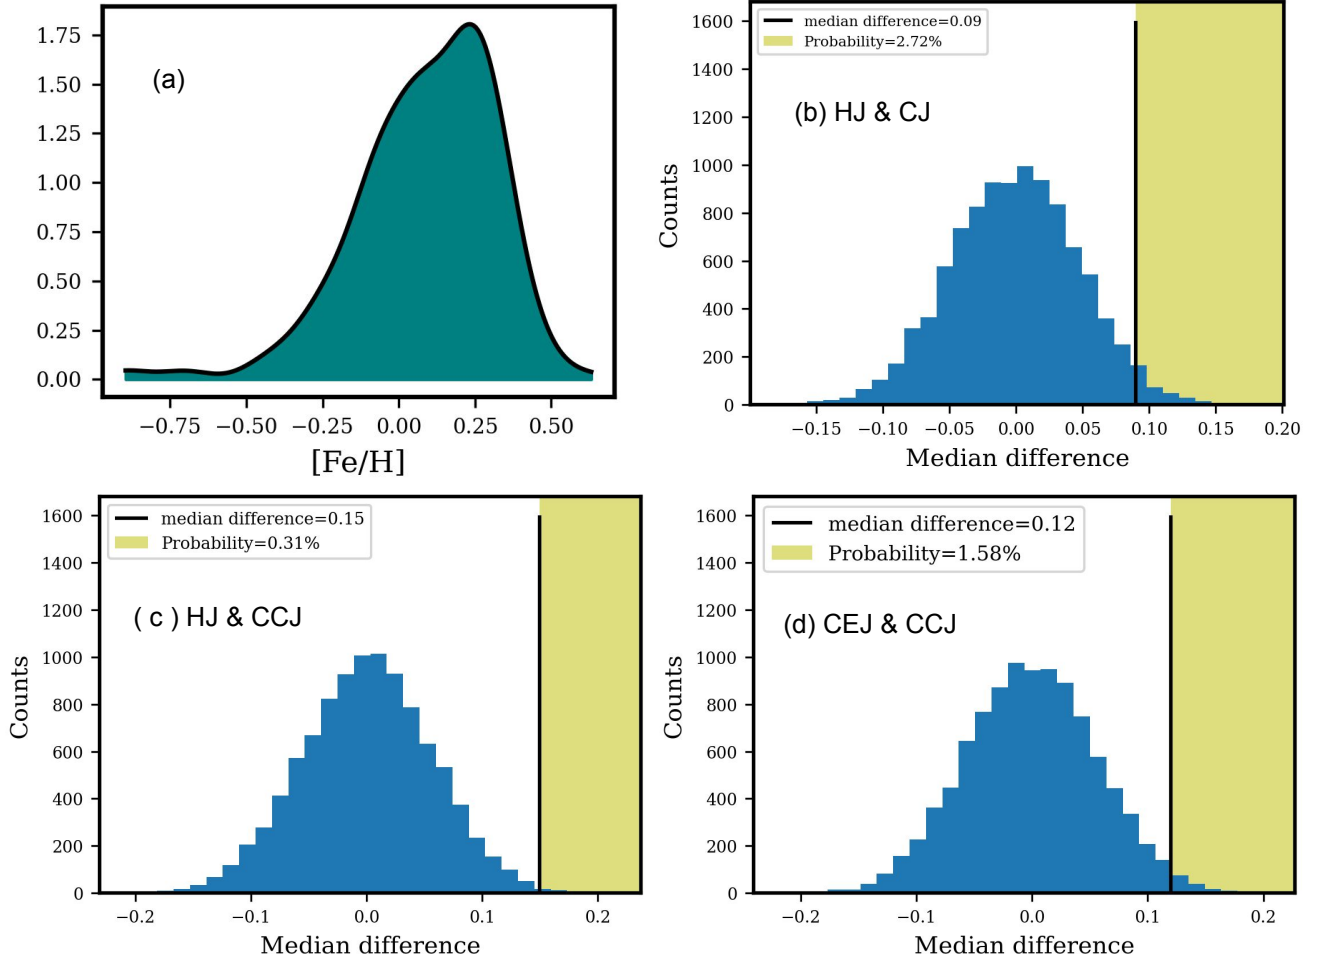 1.75
1.50
1.25
1.00
0.75
0.50
0.25
0.00
(a)
−0.75 −0.50 −0.25 0.00 0.25 0.50
[Fe/H]
median difference=0.09
Probability=2.72%
(b) HJ & CJ
1600
1400
1200
1000
800
600
400
200
0
Counts
−0.15 −0.10 −0.05 0.00 0.05 0.10 0.15 0.20
Median difference
median difference=0.15
Probability=0.31%
( c ) HJ & CCJ
1600
1400
1200
1000
800
600
400
200
0
Counts
−0.2 −0.1 0.0 0.1 0.2
Median difference
median difference=0.12
Probability=1.58%
(d) CEJ & CCJ
1600
1400
1200
1000
800
600
400
200
0
Counts
−0.2 −0.1 0.0 0.1 0.2
Median difference